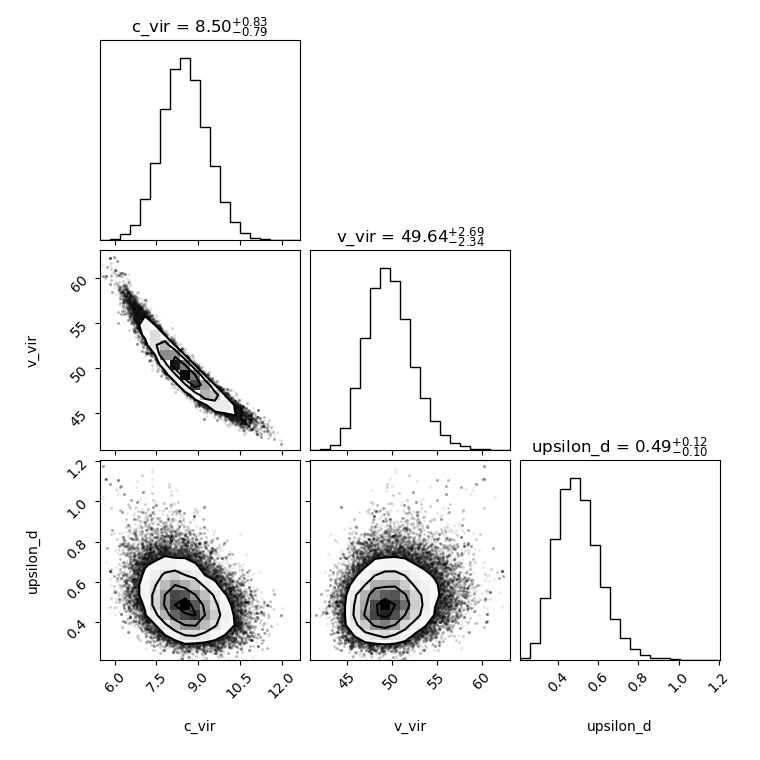 c_vir = 8.50^{+0.83}_{-0.79}
v_vir = 49.64^{+2.69}_{-2.34}
60
55
50
45
v_vir
upsilon_d = 0.49^{+0.12}_{-0.10}
1.2
1.0
0.8
0.6
0.4
upsilon_d
6.0 7.5 9.0 10.5 12.0
45 50 55 60
0.4 0.6 0.8 1.0 1.2
c_vir
v_vir
upsilon_d